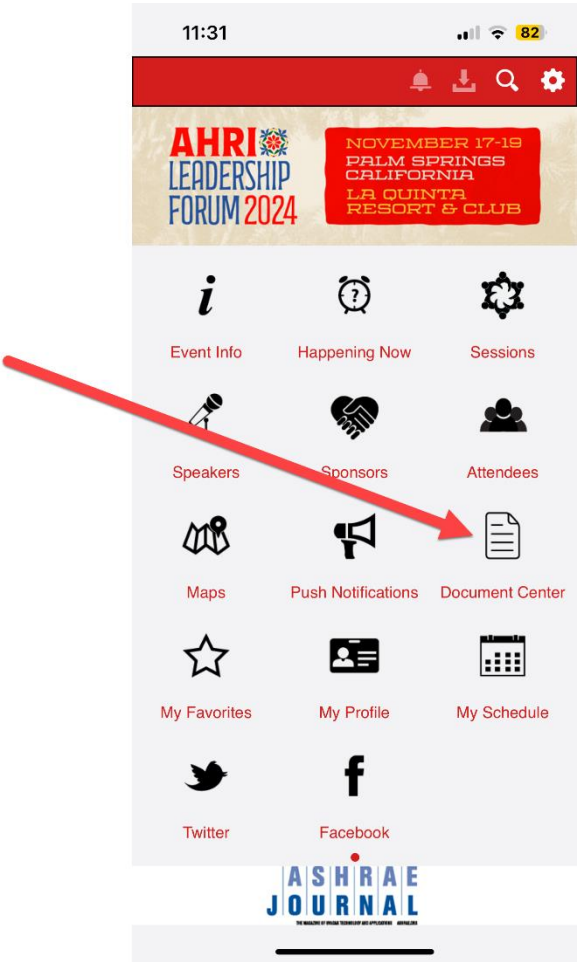 11:31
82
AHRI
LEADERSHIP
FORUM 2024
NOVEMBER 17-19
PALM SPRINGS
CALIFORNIA
LA QUINTA
RESORT & CLUB
Event Info
Happening Now
Sessions
Speakers
Sponsors
Attendees
Maps
Push Notifications
Document Center
My Favorites
My Profile
My Schedule
Twitter
Facebook
ASHRAE
JOURNAL